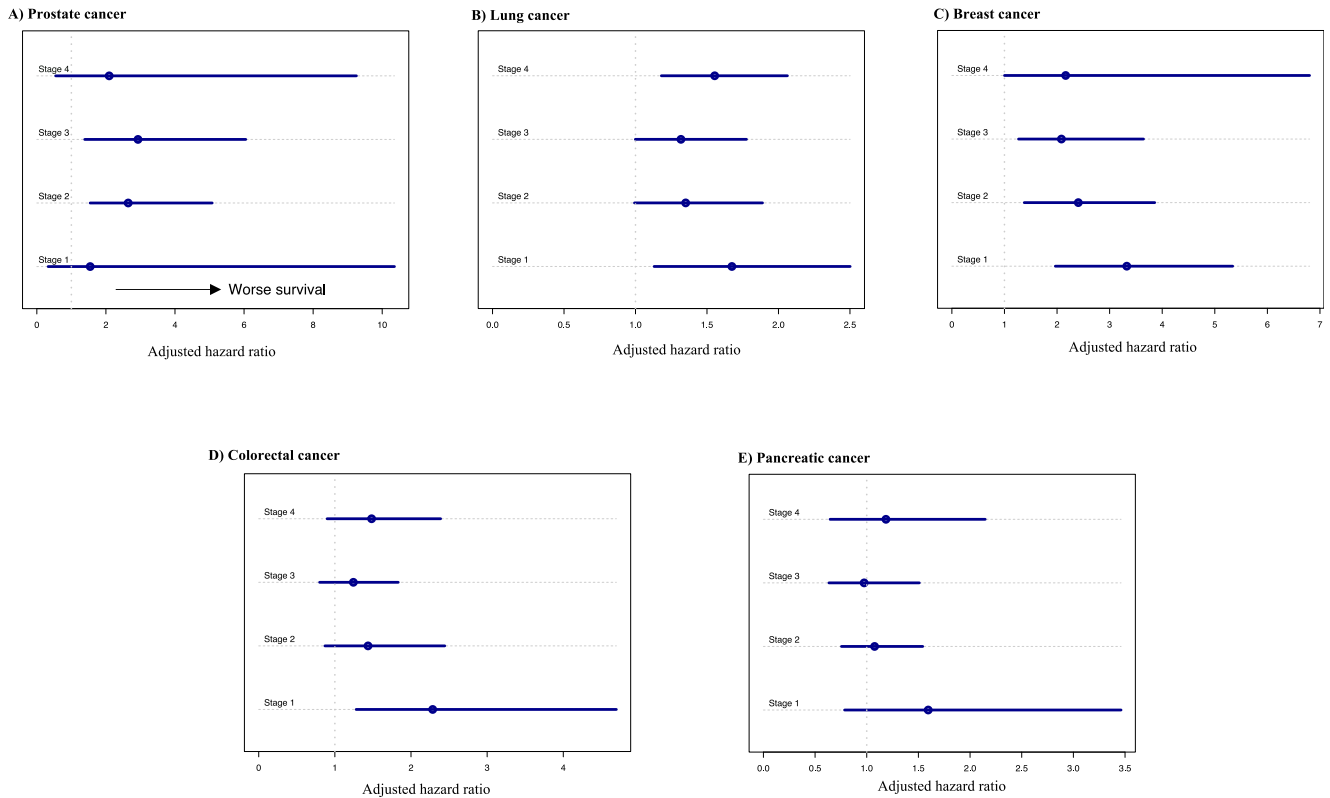 A) Prostate cancer
Stage 4
Stage 3
Stage 2
Stage 1
Worse survival
0 2 4 6 8 10
Adjusted hazard ratio
B) Lung cancer
Stage 4
Stage 3
Stage 2
Stage 1
0.0 0.5 1.0 1.5 2.0 2.5
Adjusted hazard ratio
C) Breast cancer
Stage 4
Stage 3
Stage 2
Stage 1
0 1 2 3 4 5 6 7
Adjusted hazard ratio
D) Colorectal cancer
Stage 4
Stage 3
Stage 2
Stage 1
0 1 2 3 4
Adjusted hazard ratio
E) Pancreatic cancer
Stage 4
Stage 3
Stage 2
Stage 1
0.0 0.5 1.0 1.5 2.0 2.5 3.0 3.5
Adjusted hazard ratio